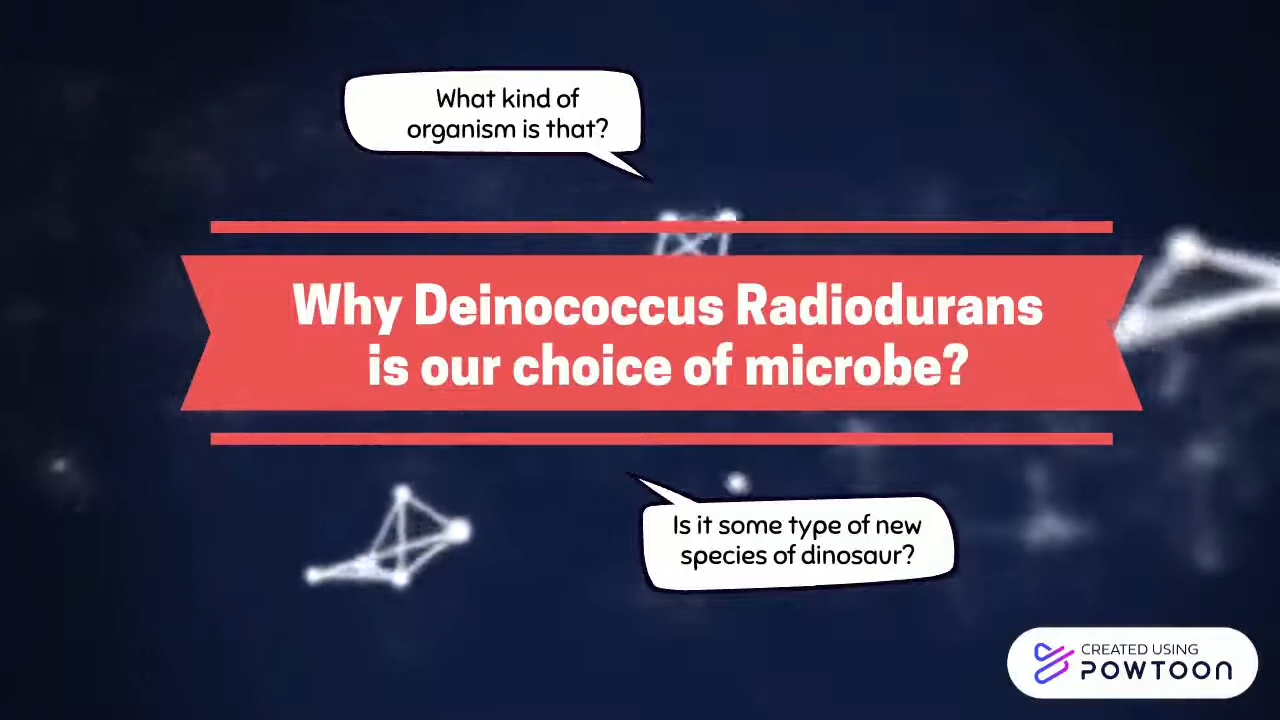 What kind of
organism is that?
Why Deinococcus Radiodurans
is our choice of microbe?
Is it some type of new
species of dinosaur?
CREATED USING
POWTOON